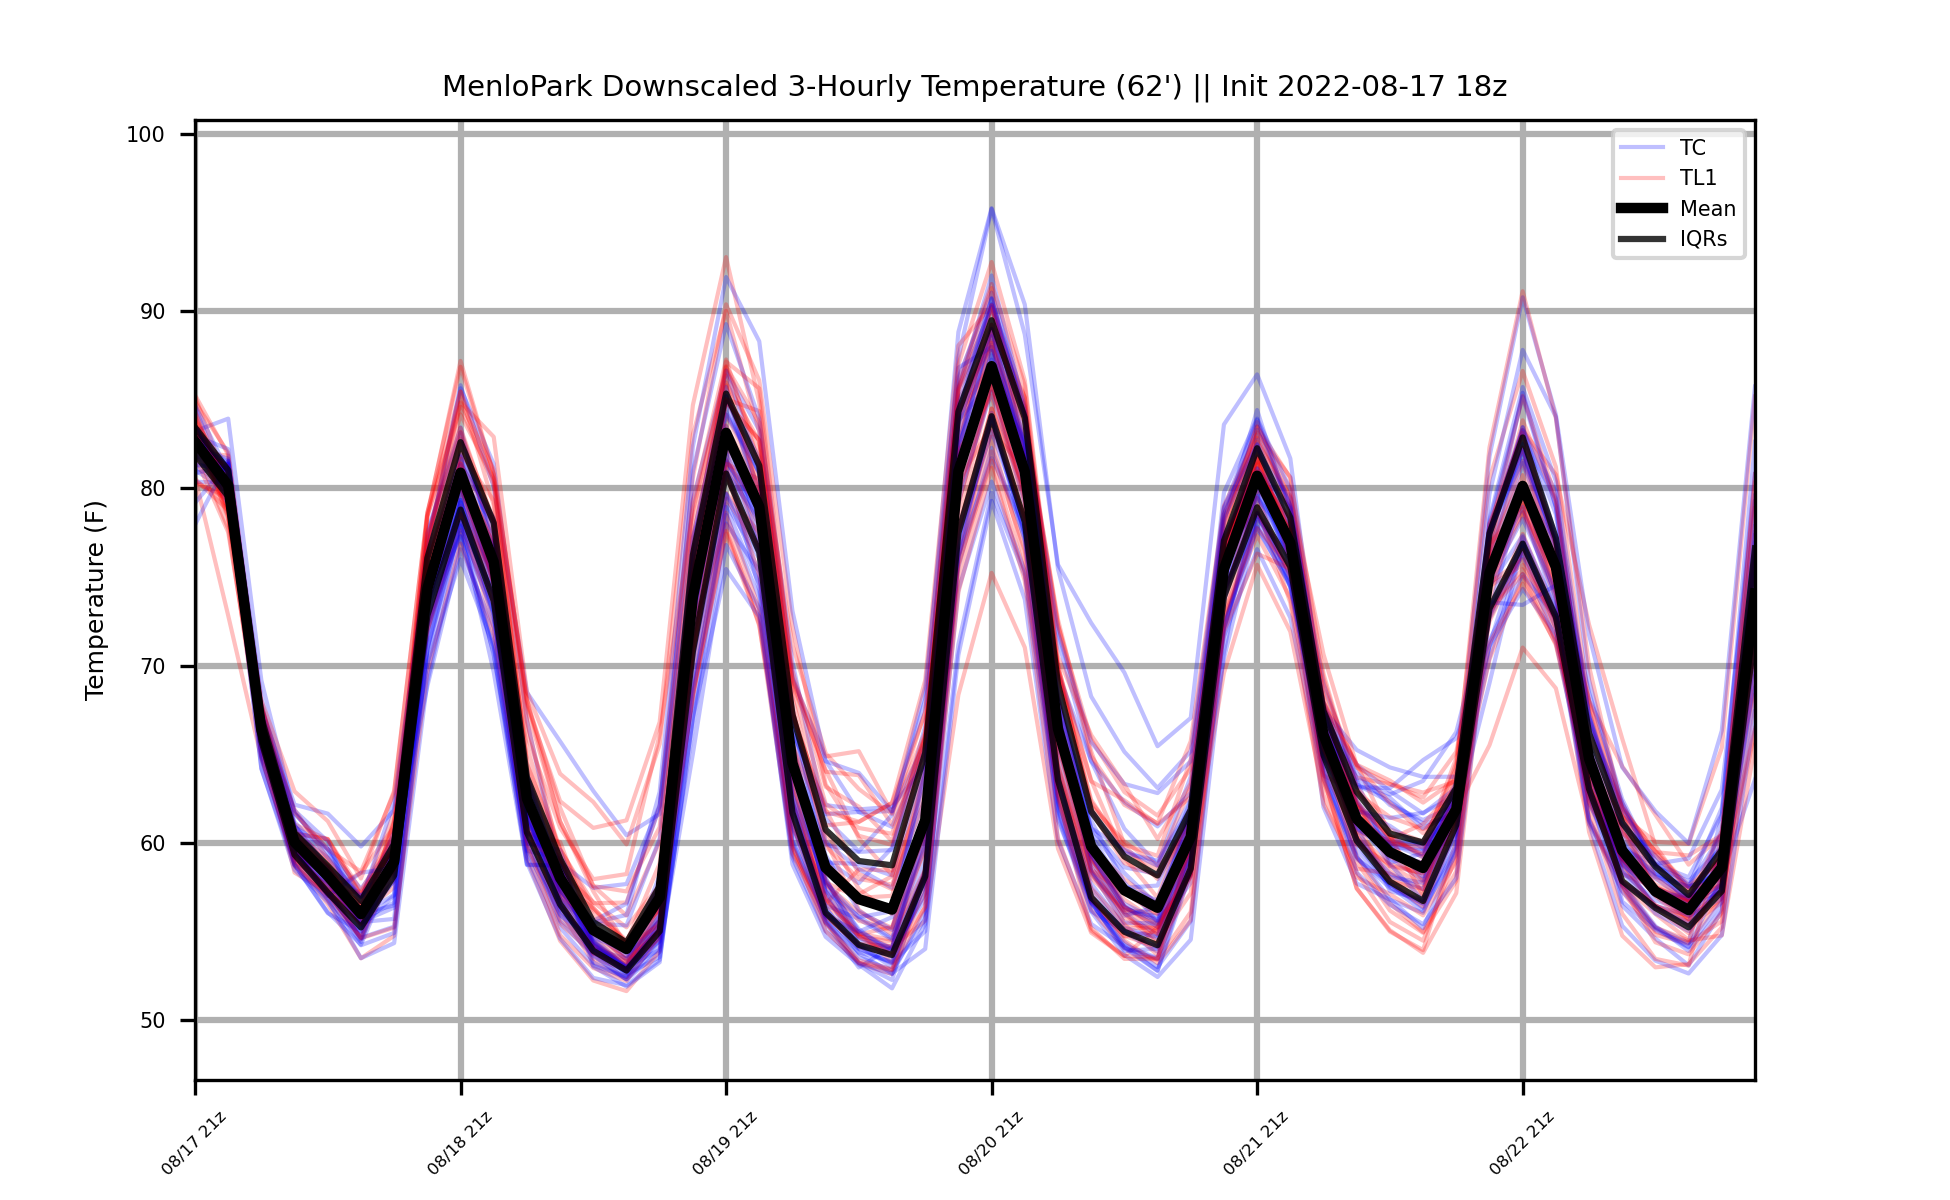 MenloPark Downscaled 3-Hourly Temperature (62') || Init 2022-08-17 18z
TC
TL1
Mean
IQRs
Temperature (F)
100
90
80
70
60
50
08/17 21z
08/18 21z
08/19 21z
08/20 21z
08/21 21z
08/22 21z